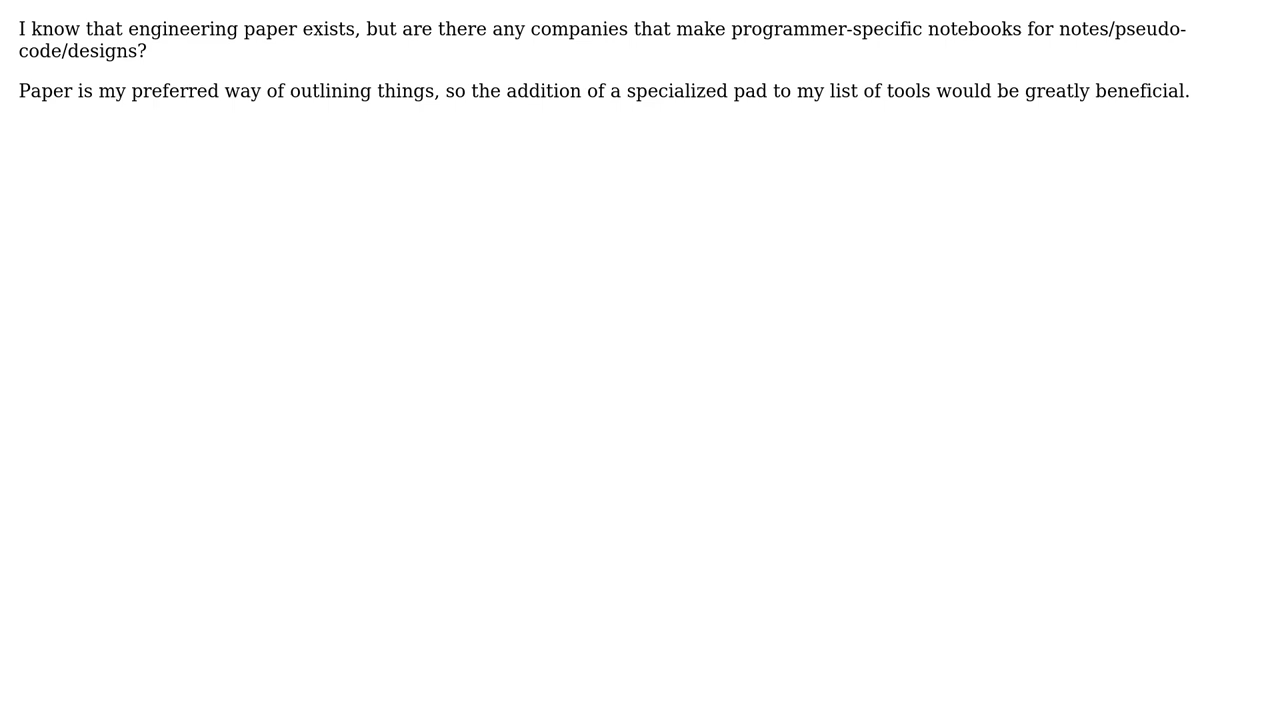 I know that engineering paper exists, but are there any companies that make programmer-specific notebooks for notes/pseudo-
code/designs?
Paper is my preferred way of outlining things, so the addition of a specialized pad to my list of tools would be greatly beneficial.